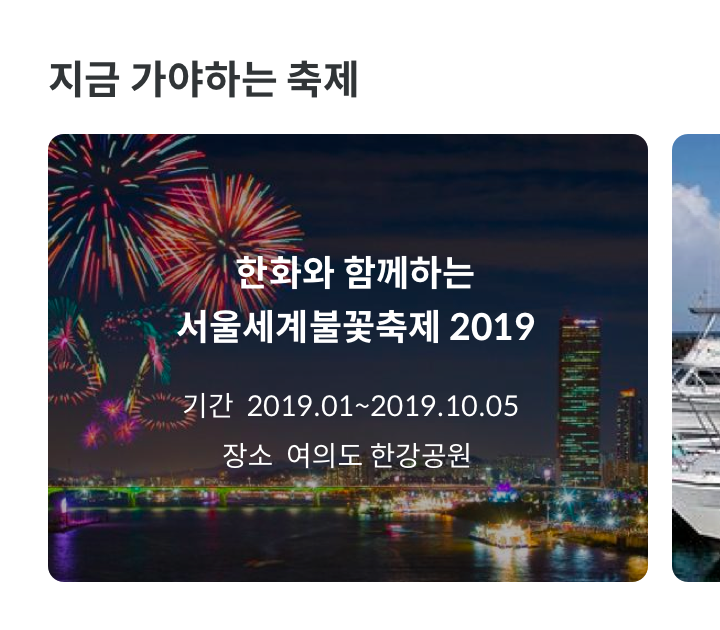 지금 가야하는 축제
한화와 함께하는
서울세계불꽃축제 2019
기간 2019.01~2019.10.05
장소 여의도 한강공원